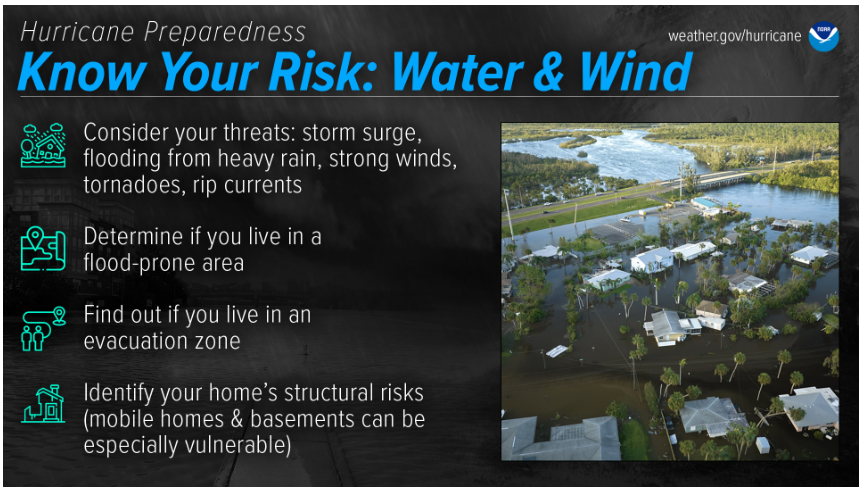 Hurricane Preparedness
weather.gov/hurricane
NOAA
Know Your Risk: Water & Wind
Consider your threats: storm surge,
flooding from heavy rain, strong winds,
tornadoes, rip currents
Determine if you live in a
flood-prone area
Find out if you live in an
evacuation zone
Identify your home's structural risks
(mobile homes & basements can be
especially vulnerable)